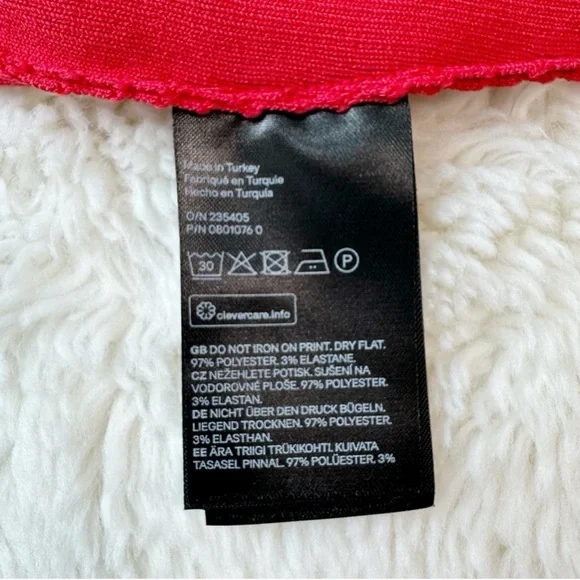 Made in Turkey
Fabriqué en Turquie
Hecho en Turquía
O/N 235405
P/N 0801076 0
30 P
clevercare.info
GB DO NOT IRON ON PRINT. DRY FLAT.
97% POLYESTER. 3% ELASTANE.
CZ NEŽEHLETE POTISK. SUŠENÍ NA
VODOROVNÉ PLOŠE. 97% POLYESTER.
3% ELASTAN.
DE NICHT ÜBER DEN DRUCK BÜGELN.
LIEGEND TROCKNEN. 97% POLYESTER.
3% ELASTHAN.
EE ÄRA TRIIGI TRÜKIKOHTI. KUIVATA
TASASEL PINNAL. 97% POLÜESTER. 3%